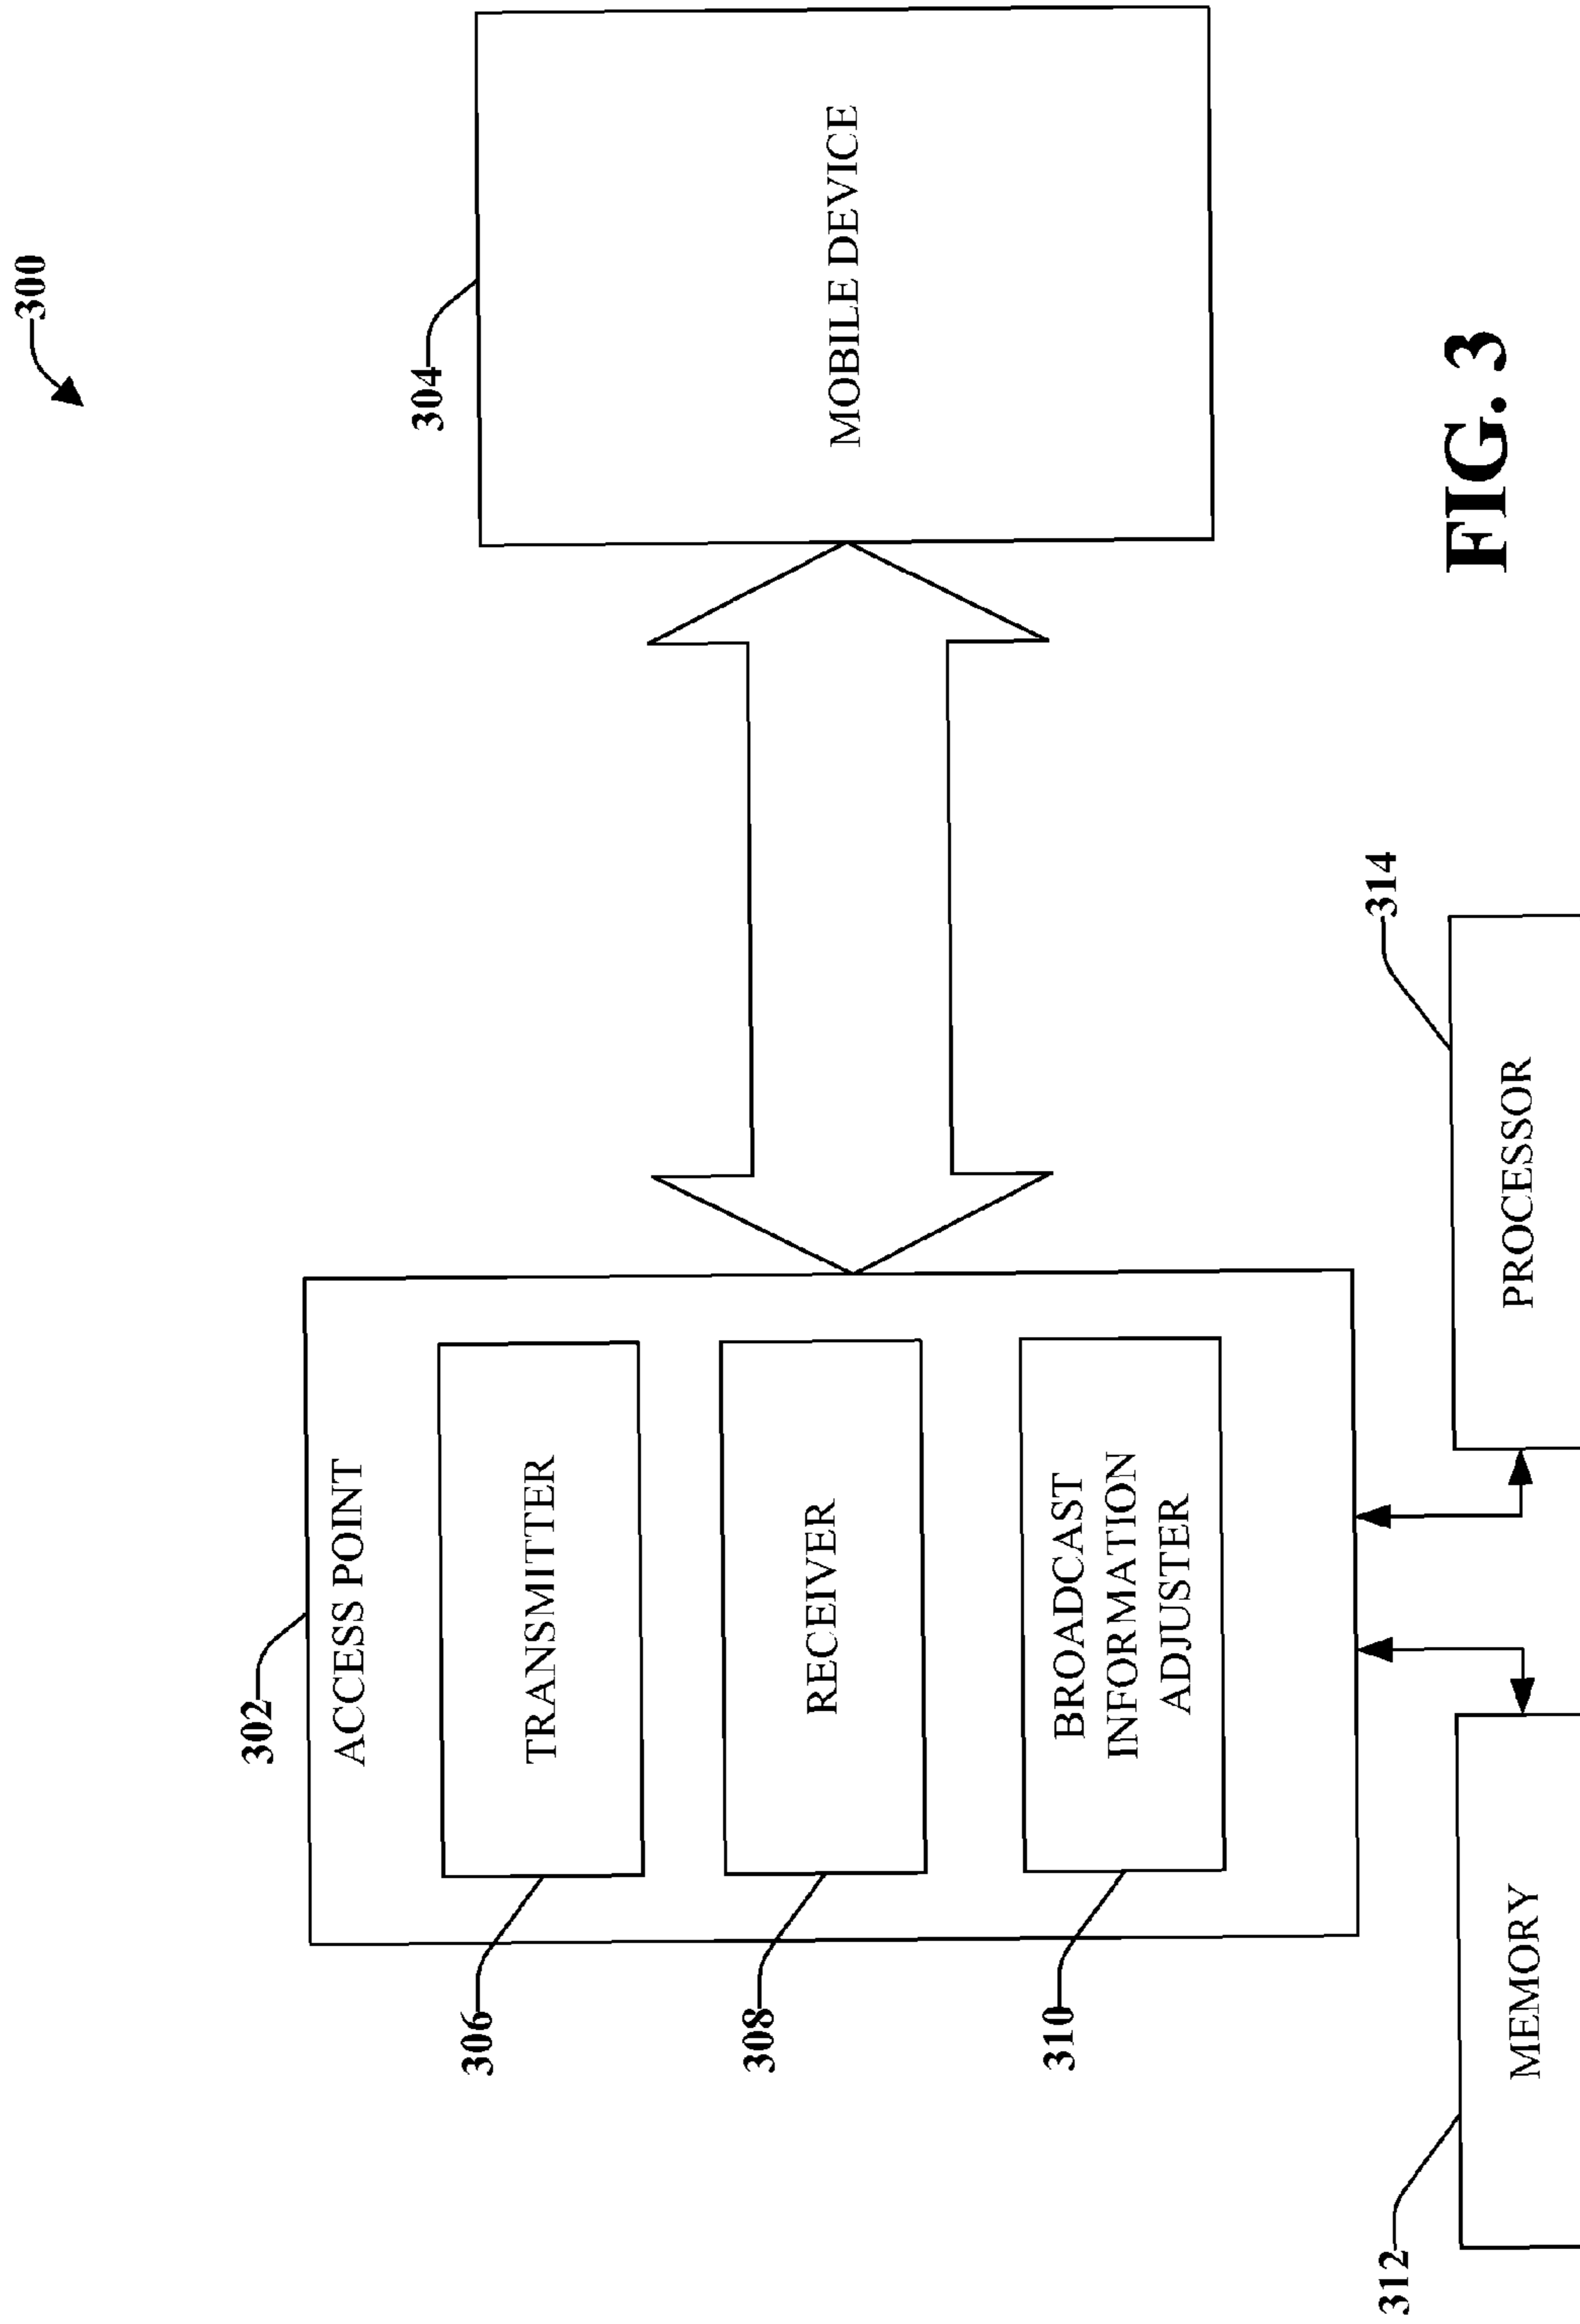 300
302
ACCESS POINT
304
306
TRANSMITTER
MOBILE DEVICE
308
RECEIVER
310
BROADCAST
INFORMATION
ADJUSTER
312
MEMORY
314
PROCESSOR
FIG. 3